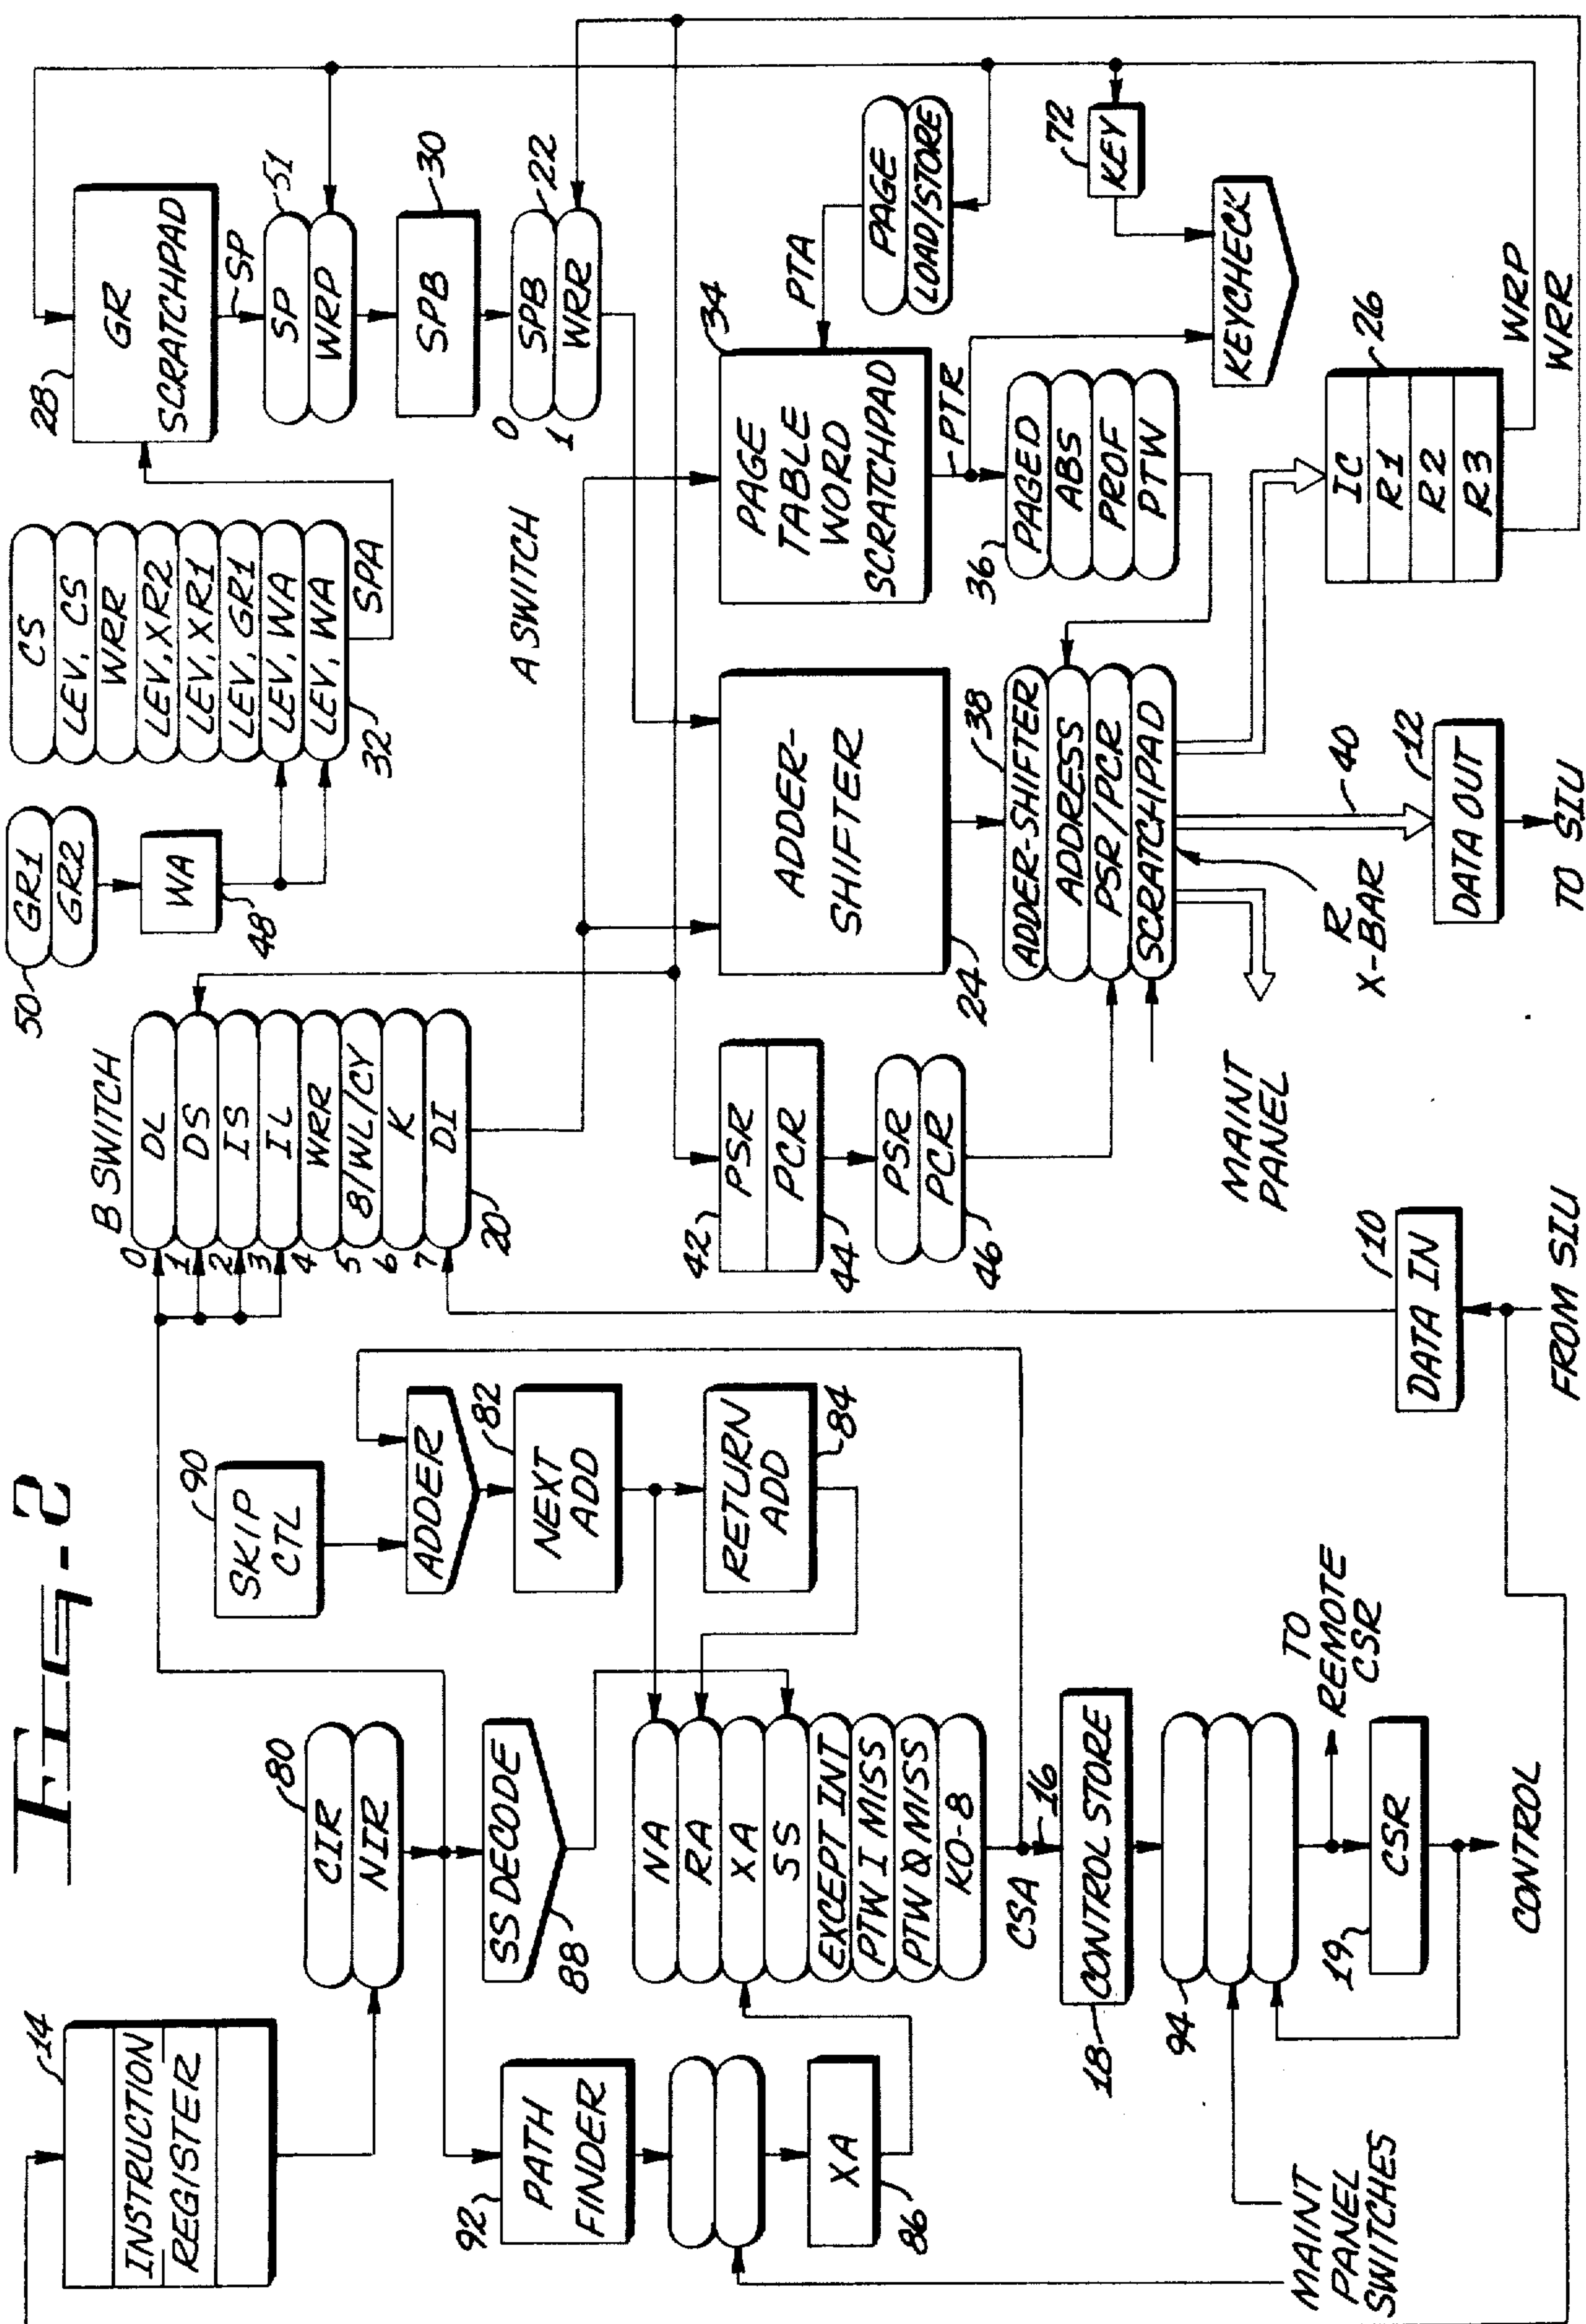 FIG-2
14
INSTRUCTION
REGISTER
CIR
NIR
80
92
PATH
FINDER
XA
86
SS DECODE
88
SKIP
CTL
90
ADDER
NEXT
ADD
82
RETURN
ADD
84
NA
RA
XA
SS
EXCEPT INT
PTW I MISS
PTW Q MISS
KO-8
CSA
16
18
CONTROL STORE
94
TO
REMOTE
CSR
19
CSR
CONTROL
MAINT
PANEL
SWITCHES
B SWITCH
0
DL
1
DS
2
IS
3
IL
4
WRR
5
8/WL/CY
6
K
7
DI
20
10
DATA IN
FROM SIU
42
PSR
PCR
44
PSR
PCR
46
MAINT
PANEL
50
GR1
GR2
WA
48
CS
LEV, CS
WRR
LEV, XR2
LEV, XR1
LEV, GR1
LEV, WA
LEV, WA
32
SPA
28
GR
SCRATCHPAD
SP
SP
WRP
51
SPB
30
A SWITCH
0
SPB
1
WRR
22
ADDER-
SHIFTER
24
34
PAGE
TABLE
WORD
SCRATCHPAD
PTA
PAGE
LOAD/STORE
72
KEY
KEYCHECK
PTR
36
PAGED
ABS
PROF
PTW
38
ADDER-SHIFTER
ADDRESS
PSR/PCR
SCRATCHPAD
R
X-BAR
40
12
DATA OUT
TO SIU
26
IC
R1
R2
R3
WRP
WRR